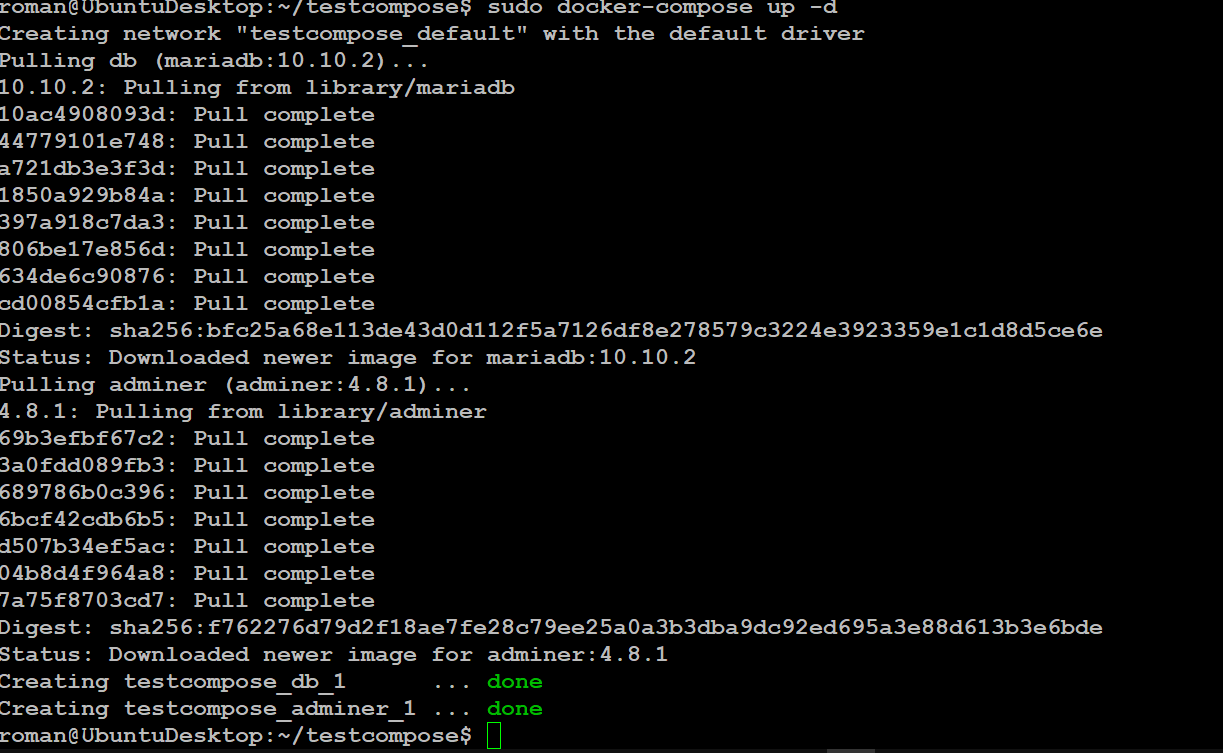 roman@UbuntuDesktop:~/testcompose$ sudo docker-compose up -d
Creating network "testcompose_default" with the default driver
Pulling db (mariadb:10.10.2)...
10.10.2: Pulling from library/mariadb
10ac4908093d: Pull complete
44779101e748: Pull complete
a721db3e3f3d: Pull complete
1850a929b84a: Pull complete
397a918c7da3: Pull complete
806be17e856d: Pull complete
634de6c90876: Pull complete
cd00854cfb1a: Pull complete
Digest: sha256:bfc25a68e113de43d0d112f5a7126df8e278579c3224e3923359e1c1d8d5ce6e
Status: Downloaded newer image for mariadb:10.10.2
Pulling adminer (adminer:4.8.1)...
4.8.1: Pulling from library/adminer
69b3efbf67c2: Pull complete
3a0fdd089fb3: Pull complete
689786b0c396: Pull complete
6bcf42cdb6b5: Pull complete
d507b34ef5ac: Pull complete
04b8d4f964a8: Pull complete
7a75f8703cd7: Pull complete
Digest: sha256:f762276d79d2f18ae7fe28c79ee25a0a3b3dba9dc92ed695a3e88d613b3e6bde
Status: Downloaded newer image for adminer:4.8.1
Creating testcompose_db_1      ... done
Creating testcompose_adminer_1 ... done
roman@UbuntuDesktop:~/testcompose$